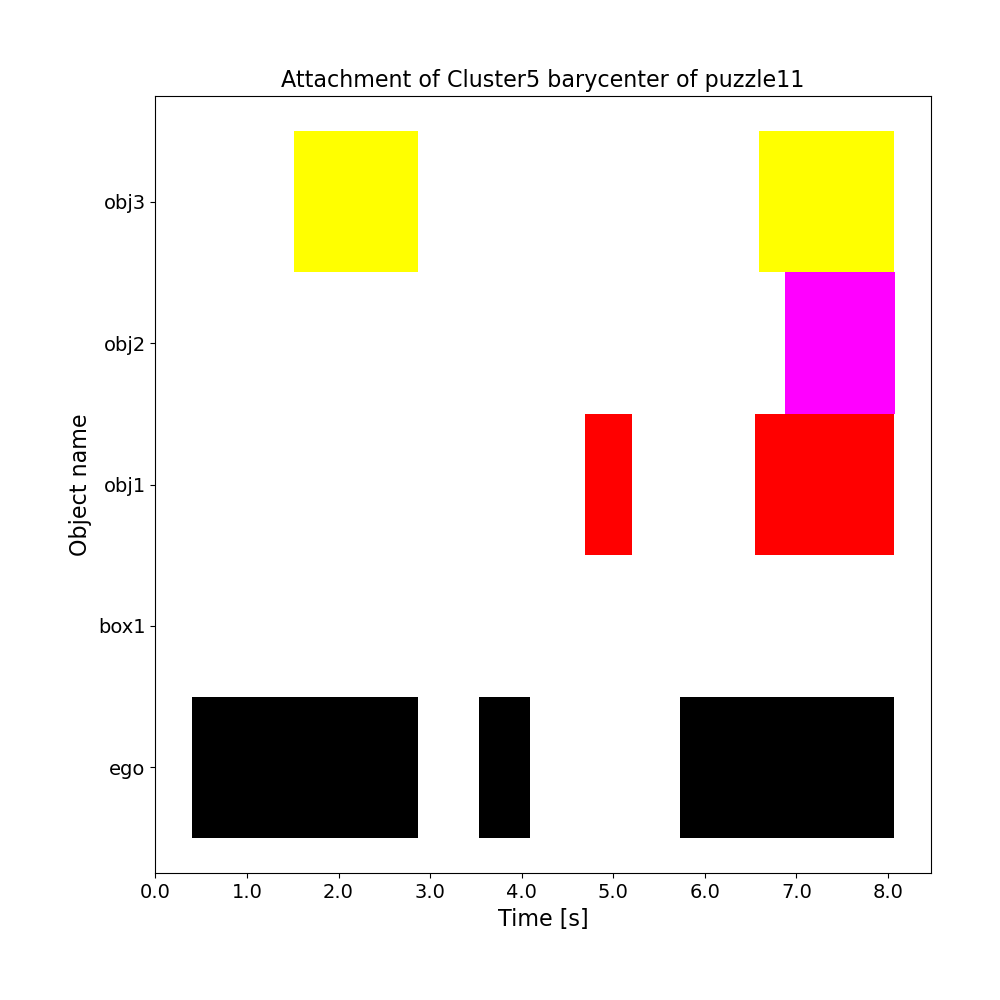 Attachment of Cluster5 barycenter of puzzle11
obj3
obj2
obj1
box1
ego
Object name
0.0 1.0 2.0 3.0 4.0 5.0 6.0 7.0 8.0
Time [s]